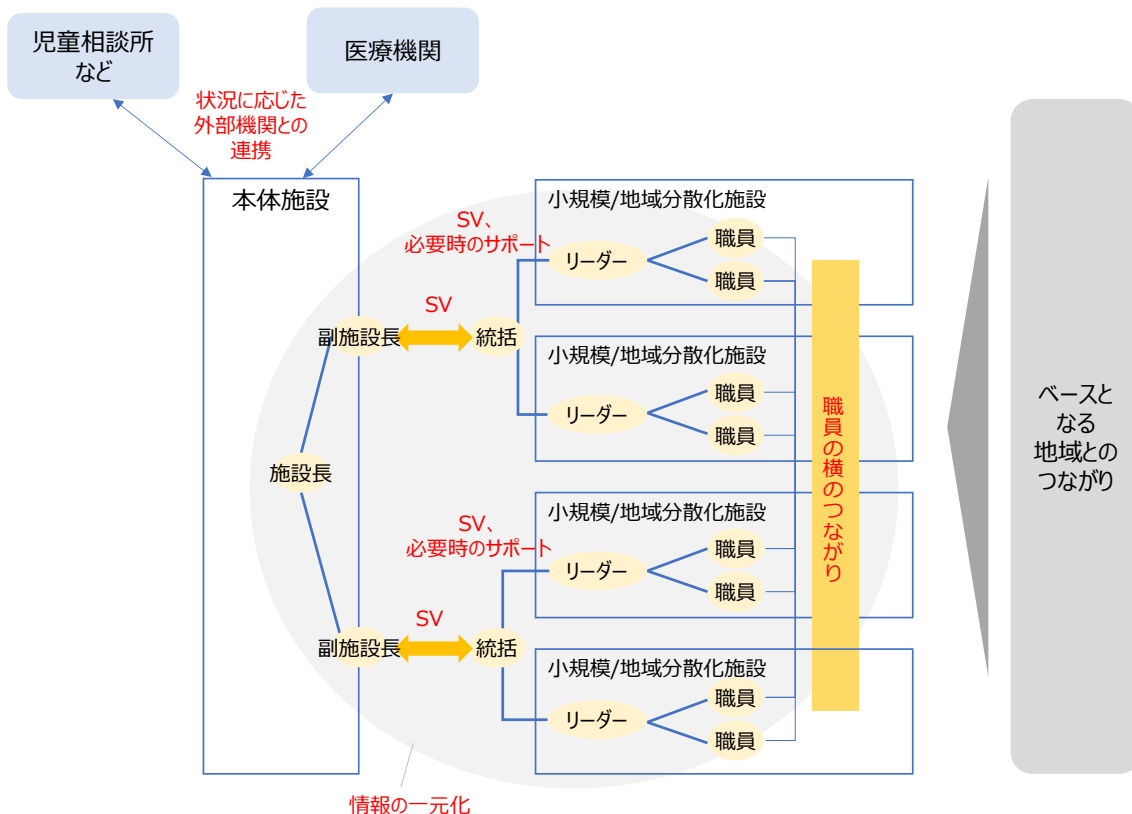 児童相談所
など
医療機関
状況に応じた
外部機関との
連携
本体施設
施設長
副施設長
副施設長
SV
SV
統括
統括
SV、
必要時のサポート
SV、
必要時のサポート
小規模/地域分散化施設
リーダー
職員
職員
小規模/地域分散化施設
リーダー
職員
職員
小規模/地域分散化施設
リーダー
職員
職員
小規模/地域分散化施設
リーダー
職員
職員
職員の横のつながり
ベースと
なる
地域との
つながり
情報の一元化